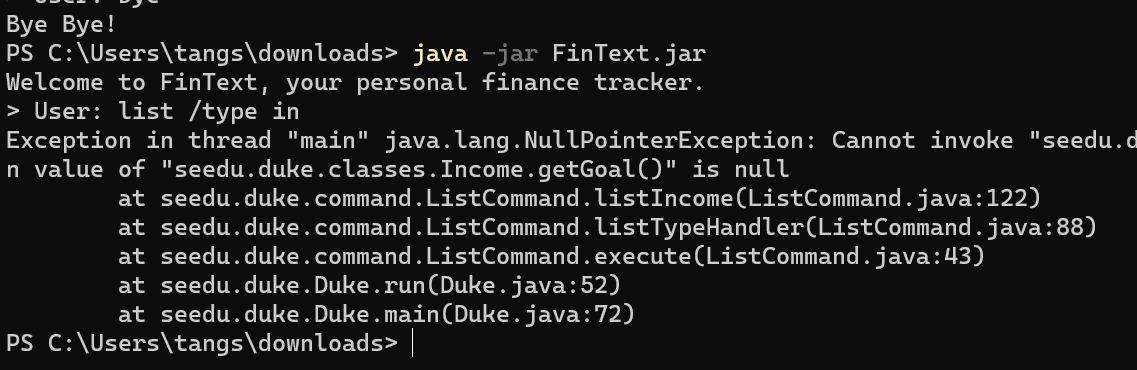 Bye Bye!
PS C:\Users\tangs\downloads> java -jar FinText.jar
Welcome to FinText, your personal finance tracker.
> User: list /type in
Exception in thread "main" java.lang.NullPointerException: Cannot invoke "seedu.d
n value of "seedu.duke.classes.Income.getGoal()" is null
        at seedu.duke.command.ListCommand.listIncome(ListCommand.java:122)
        at seedu.duke.command.ListCommand.listTypeHandler(ListCommand.java:88)
        at seedu.duke.command.ListCommand.execute(ListCommand.java:43)
        at seedu.duke.Duke.run(Duke.java:52)
        at seedu.duke.Duke.main(Duke.java:72)
PS C:\Users\tangs\downloads>